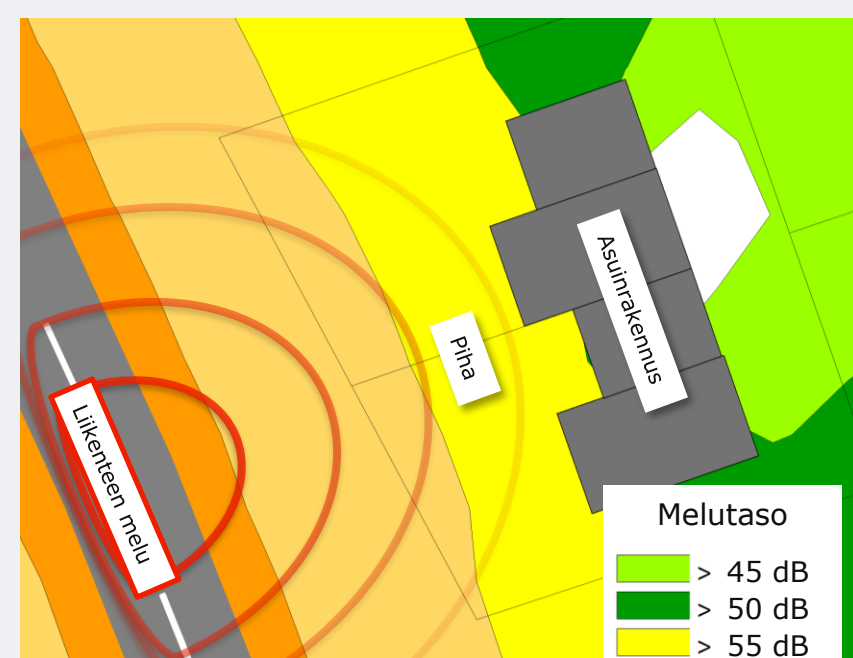 Asuinrakennus
Piha
Liikenteen melu
Melutaso
> 45 dB
> 50 dB
> 55 dB